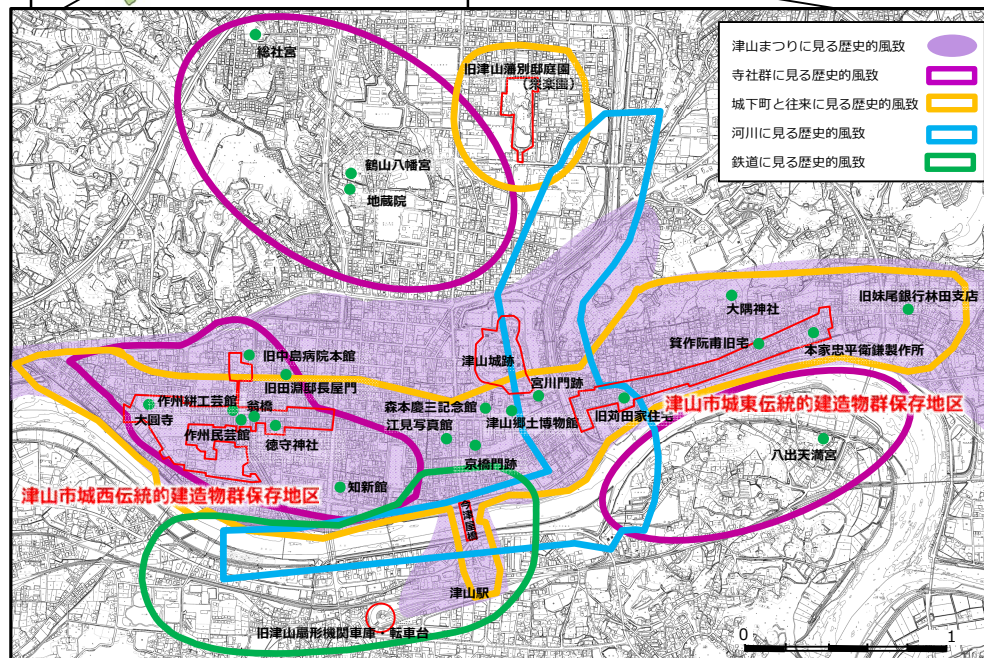 総社宮
旧津山藩別邸庭園
(衆楽園)
津山まつりに見る歴史的風致
寺社群に見る歴史的風致
城下町と往来に見る歴史的風致
河川に見る歴史的風致
鉄道に見る歴史的風致
鶴山八幡宮
地蔵院
大隅神社
旧妹尾銀行林田支店
箕作阮甫旧宅
本家忠平衛鎌製作所
旧中島病院本館
津山城跡
旧田淵邸長屋門
宮川門跡
作州絣工芸館
翁橋
森本慶三記念館
津山郷土博物館
旧苅田家住宅
津山市城東伝統的建造物群保存地区
大圓寺
作州民芸館
徳守神社
江見写真館
京橋門跡
八出天満宮
知新館
津山市城西伝統的建造物群保存地区
今津屋橋
津山駅
旧津山扇形機関車庫・転車台
0 1